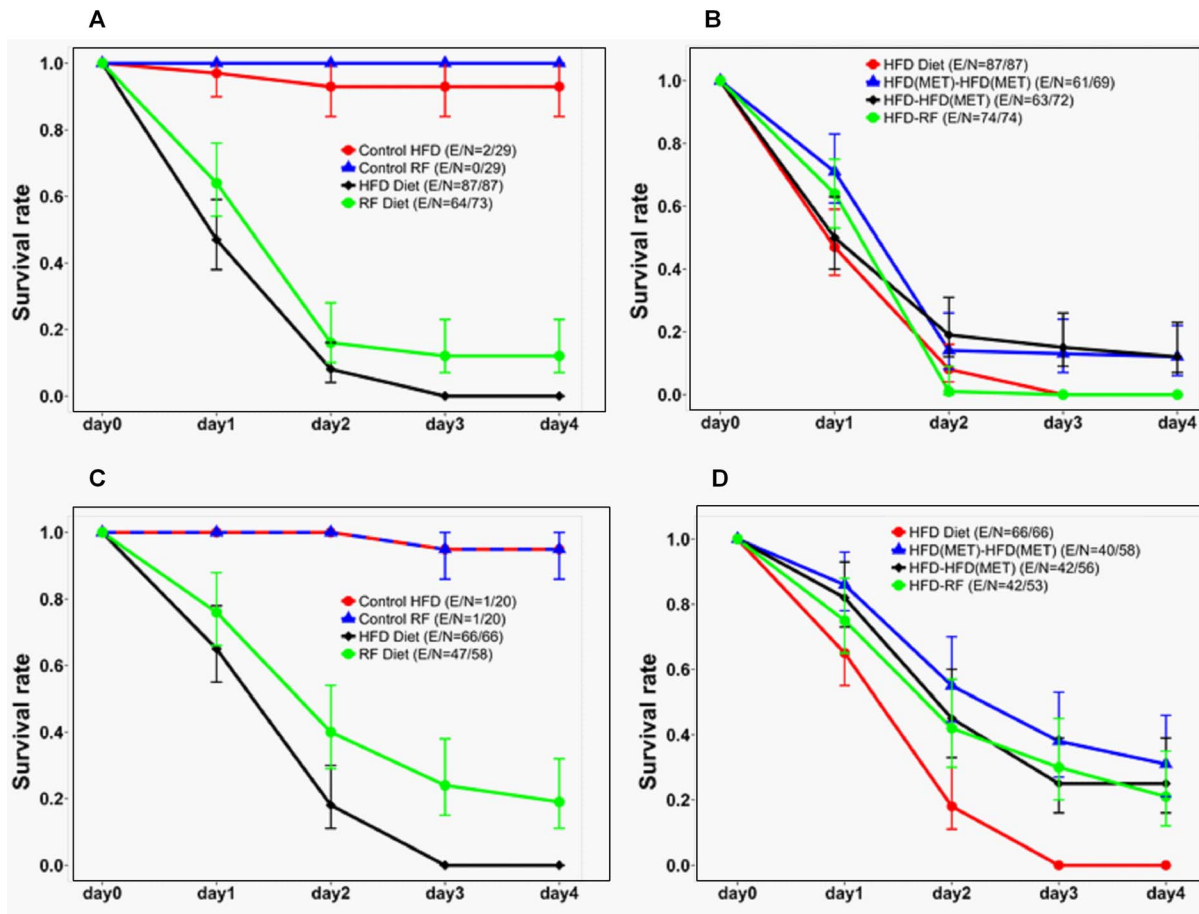 A
Survival rate
1.0
0.8
0.6
0.4
0.2
0.0
Control HFD (E/N=2/29)
Control RF (E/N=0/29)
HFD Diet (E/N=87/87)
RF Diet (E/N=64/73)
day0 day1 day2 day3 day4
B
Survival rate
1.0
0.8
0.6
0.4
0.2
0.0
HFD Diet (E/N=87/87)
HFD(MET)-HFD(MET) (E/N=61/69)
HFD-HFD(MET) (E/N=63/72)
HFD-RF (E/N=74/74)
day0 day1 day2 day3 day4
C
Survival rate
1.0
0.8
0.6
0.4
0.2
0.0
Control HFD (E/N=1/20)
Control RF (E/N=1/20)
HFD Diet (E/N=66/66)
RF Diet (E/N=47/58)
day0 day1 day2 day3 day4
D
Survival rate
1.0
0.8
0.6
0.4
0.2
0.0
HFD Diet (E/N=66/66)
HFD(MET)-HFD(MET) (E/N=40/58)
HFD-HFD(MET) (E/N=42/56)
HFD-RF (E/N=42/53)
day0 day1 day2 day3 day4